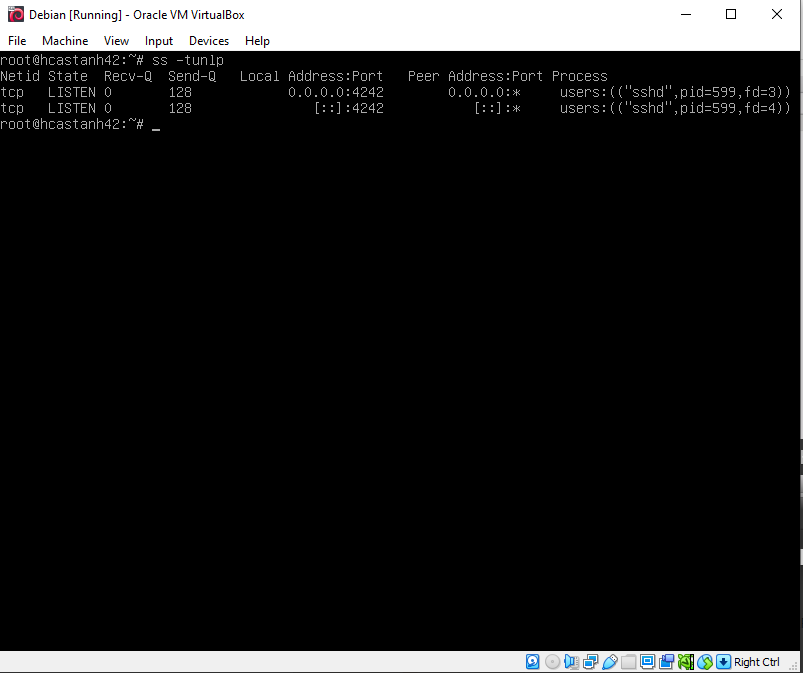 Debian [Running] - Oracle VM VirtualBox
File Machine View Input Devices Help
root@hcastanh42:~# ss -tunlp
Netid State Recv-Q Send-Q Local Address:Port Peer Address:Port Process
tcp LISTEN 0 128 0.0.0.0:4242 0.0.0.0:* users:(("sshd",pid=599,fd=3))
tcp LISTEN 0 128 [::]:4242 [::]:* users:(("sshd",pid=599,fd=4))
root@hcastanh42:~# _
Right Ctrl